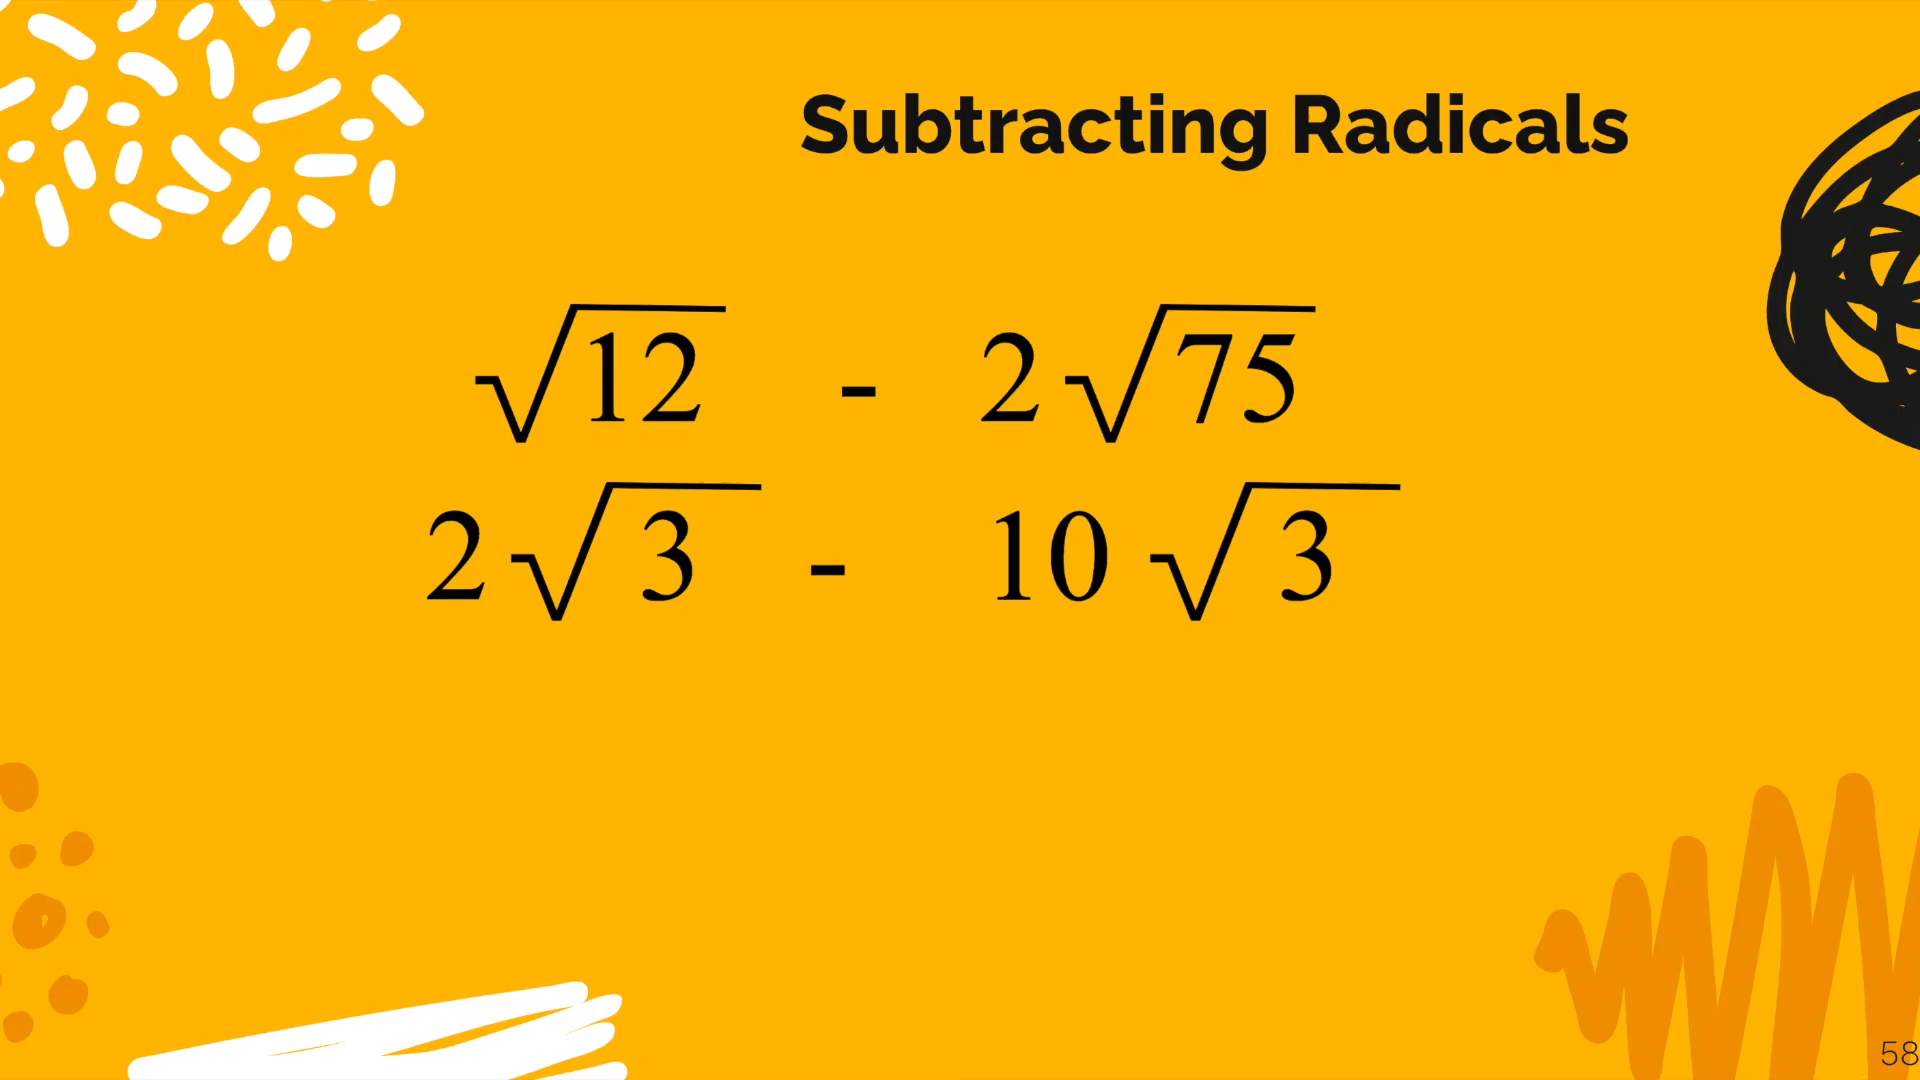 Subtracting Radicals
√12 - 2√75
2√3 - 10√3
58